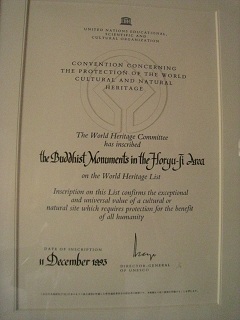 UNITED NATIONS EDUCATIONAL,
SCIENTIFIC AND
CULTURAL ORGANIZATION
CONVENTION CONCERNING
THE PROTECTION OF THE WORLD
CULTURAL AND NATURAL
HERITAGE
The World Heritage Committee
has inscribed
the Buddhist Monuments in the Horyu-ji Area
on the World Heritage List
Inscription on this List confirms the exceptional
and universal value of a cultural or
natural site which requires protection for the benefit
of all humanity
DATE OF INSCRIPTION
11 December 1993
DIRECTOR-GENERAL
OF UNESCO